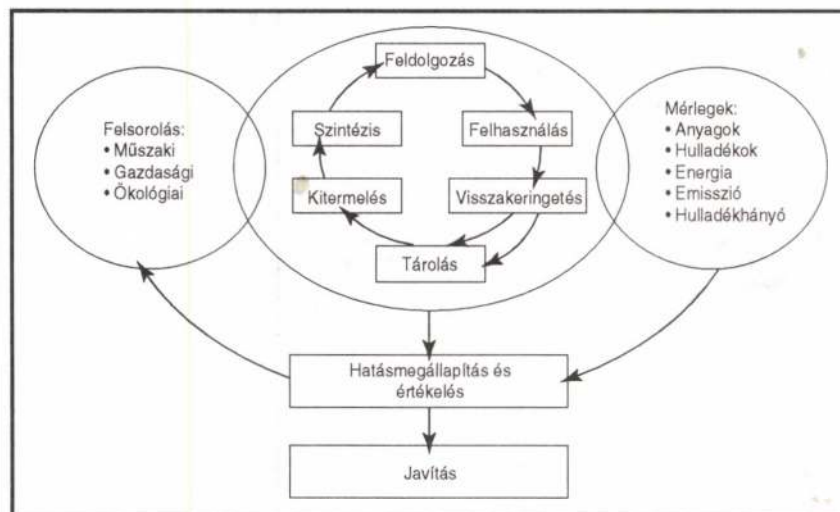 Feldolgozás
Szintézis
Felhasználás
Kitermelés
Visszakeringetés
Tárolás
Felsorolás:
• Műszaki
• Gazdasági
• Ökológiai
Mérlegek:
• Anyagok
• Hulladékok
• Energia
• Emisszió
• Hulladékhányő
Hatásmegállapítás és
értékelés
Javítás